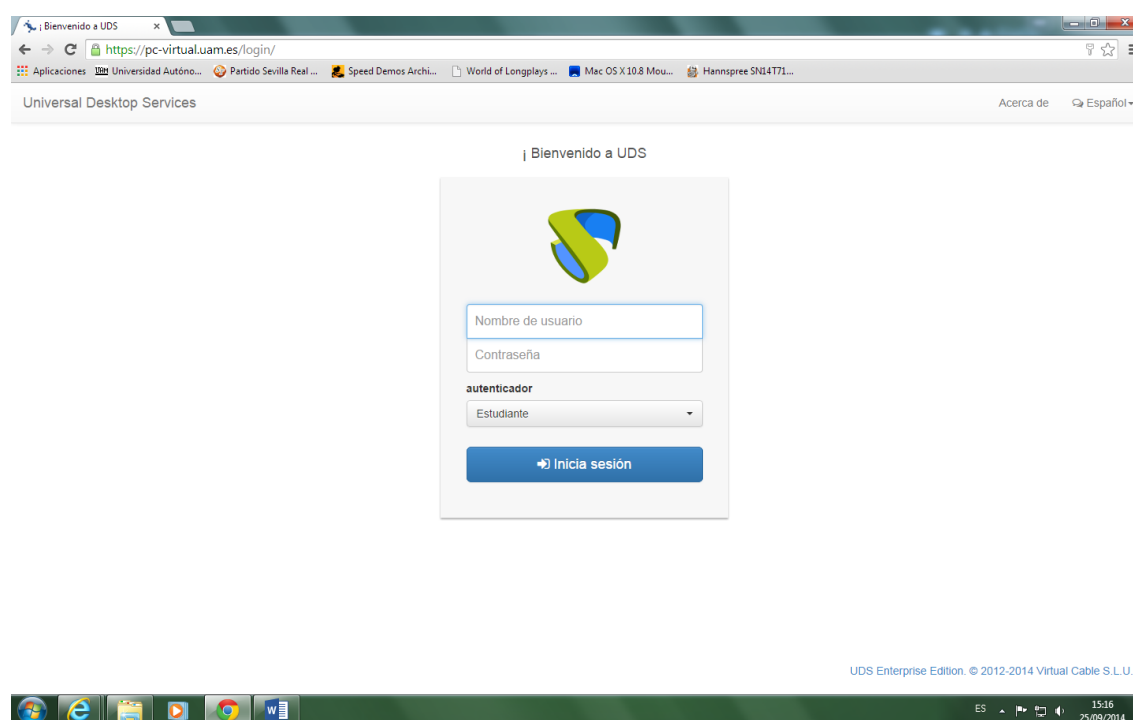 ¡ Bienvenido a UDS
https://pc-virtual.uam.es/login/
Aplicaciones UAM Universidad Autóno... Partido Sevilla Real ... Speed Demos Archi... World of Longplays ... Mac OS X 10.8 Mou... Hannspree SN14T71...
Universal Desktop Services Acerca de Español
¡ Bienvenido a UDS
Nombre de usuario
Contraseña
autenticador
Estudiante
Inicia sesión
UDS Enterprise Edition. © 2012-2014 Virtual Cable S.L.U.
ES 15:16
25/09/2014